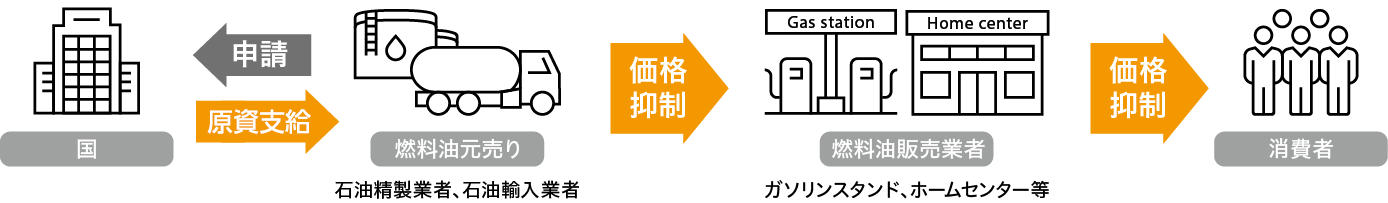 申請
原資支給
国
燃料油元売り
石油精製業者、石油輸入業者
価格
抑制
Gas station
Home center
燃料油販売業者
ガソリンスタンド、ホームセンター等
価格
抑制
消費者